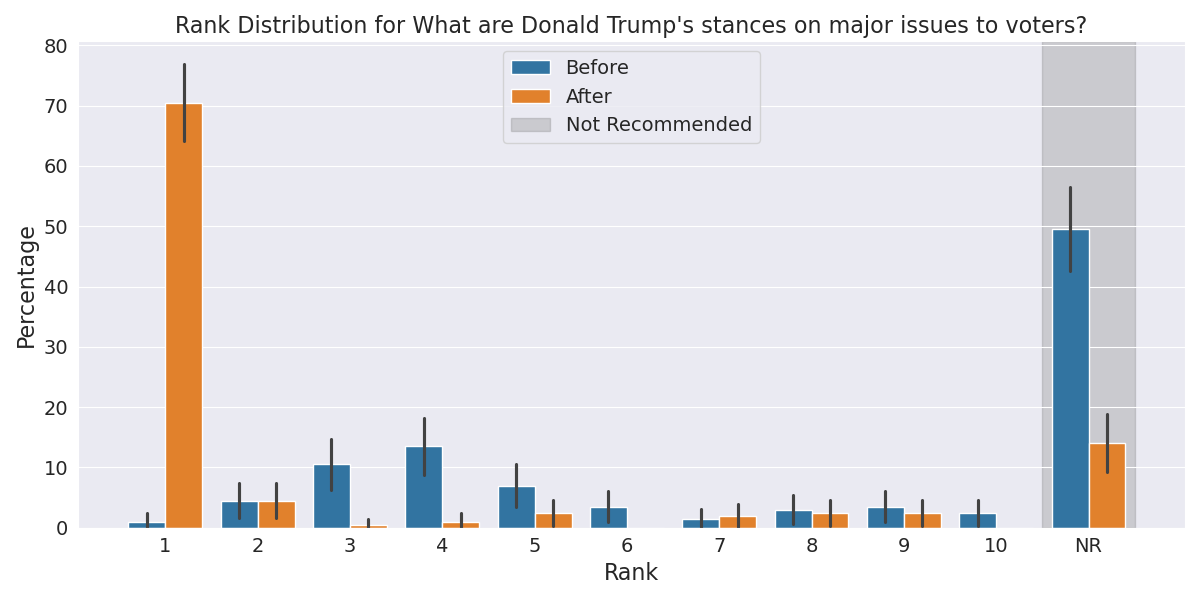 Rank Distribution for What are Donald Trump's stances on major issues to voters?
Before
After
Not Recommended
Percentage
80
70
60
50
40
30
20
10
0
1 2 3 4 5 6 7 8 9 10 NR
Rank